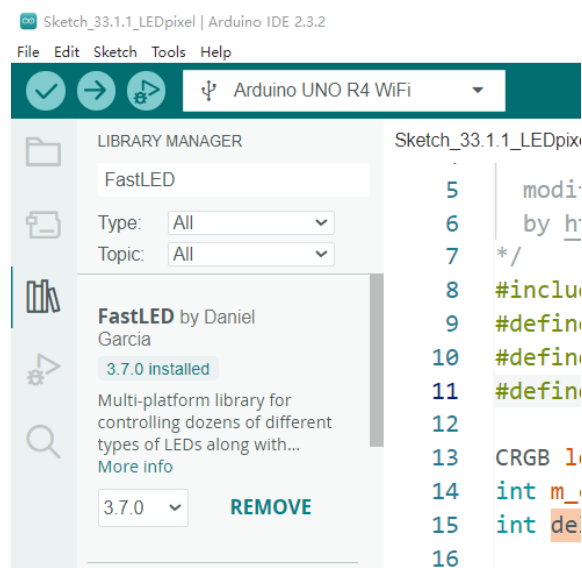 Sketch_33.1.1_LEDpixel | Arduino IDE 2.3.2
File Edit Sketch Tools Help
Arduino UNO R4 WiFi
LIBRARY MANAGER
FastLED
Type: All
Topic: All
FastLED by Daniel
Garcia
3.7.0 installed
Multi-platform library for
controlling dozens of different
types of LEDs along with...
More info
3.7.0 REMOVE
Sketch_33.1.1_LEDpix
5 modi
6 by h
7 */
8 #inclu
9 #defin
10 #defin
11 #defin
12
13 CRGB l
14 int m_
15 int de
16